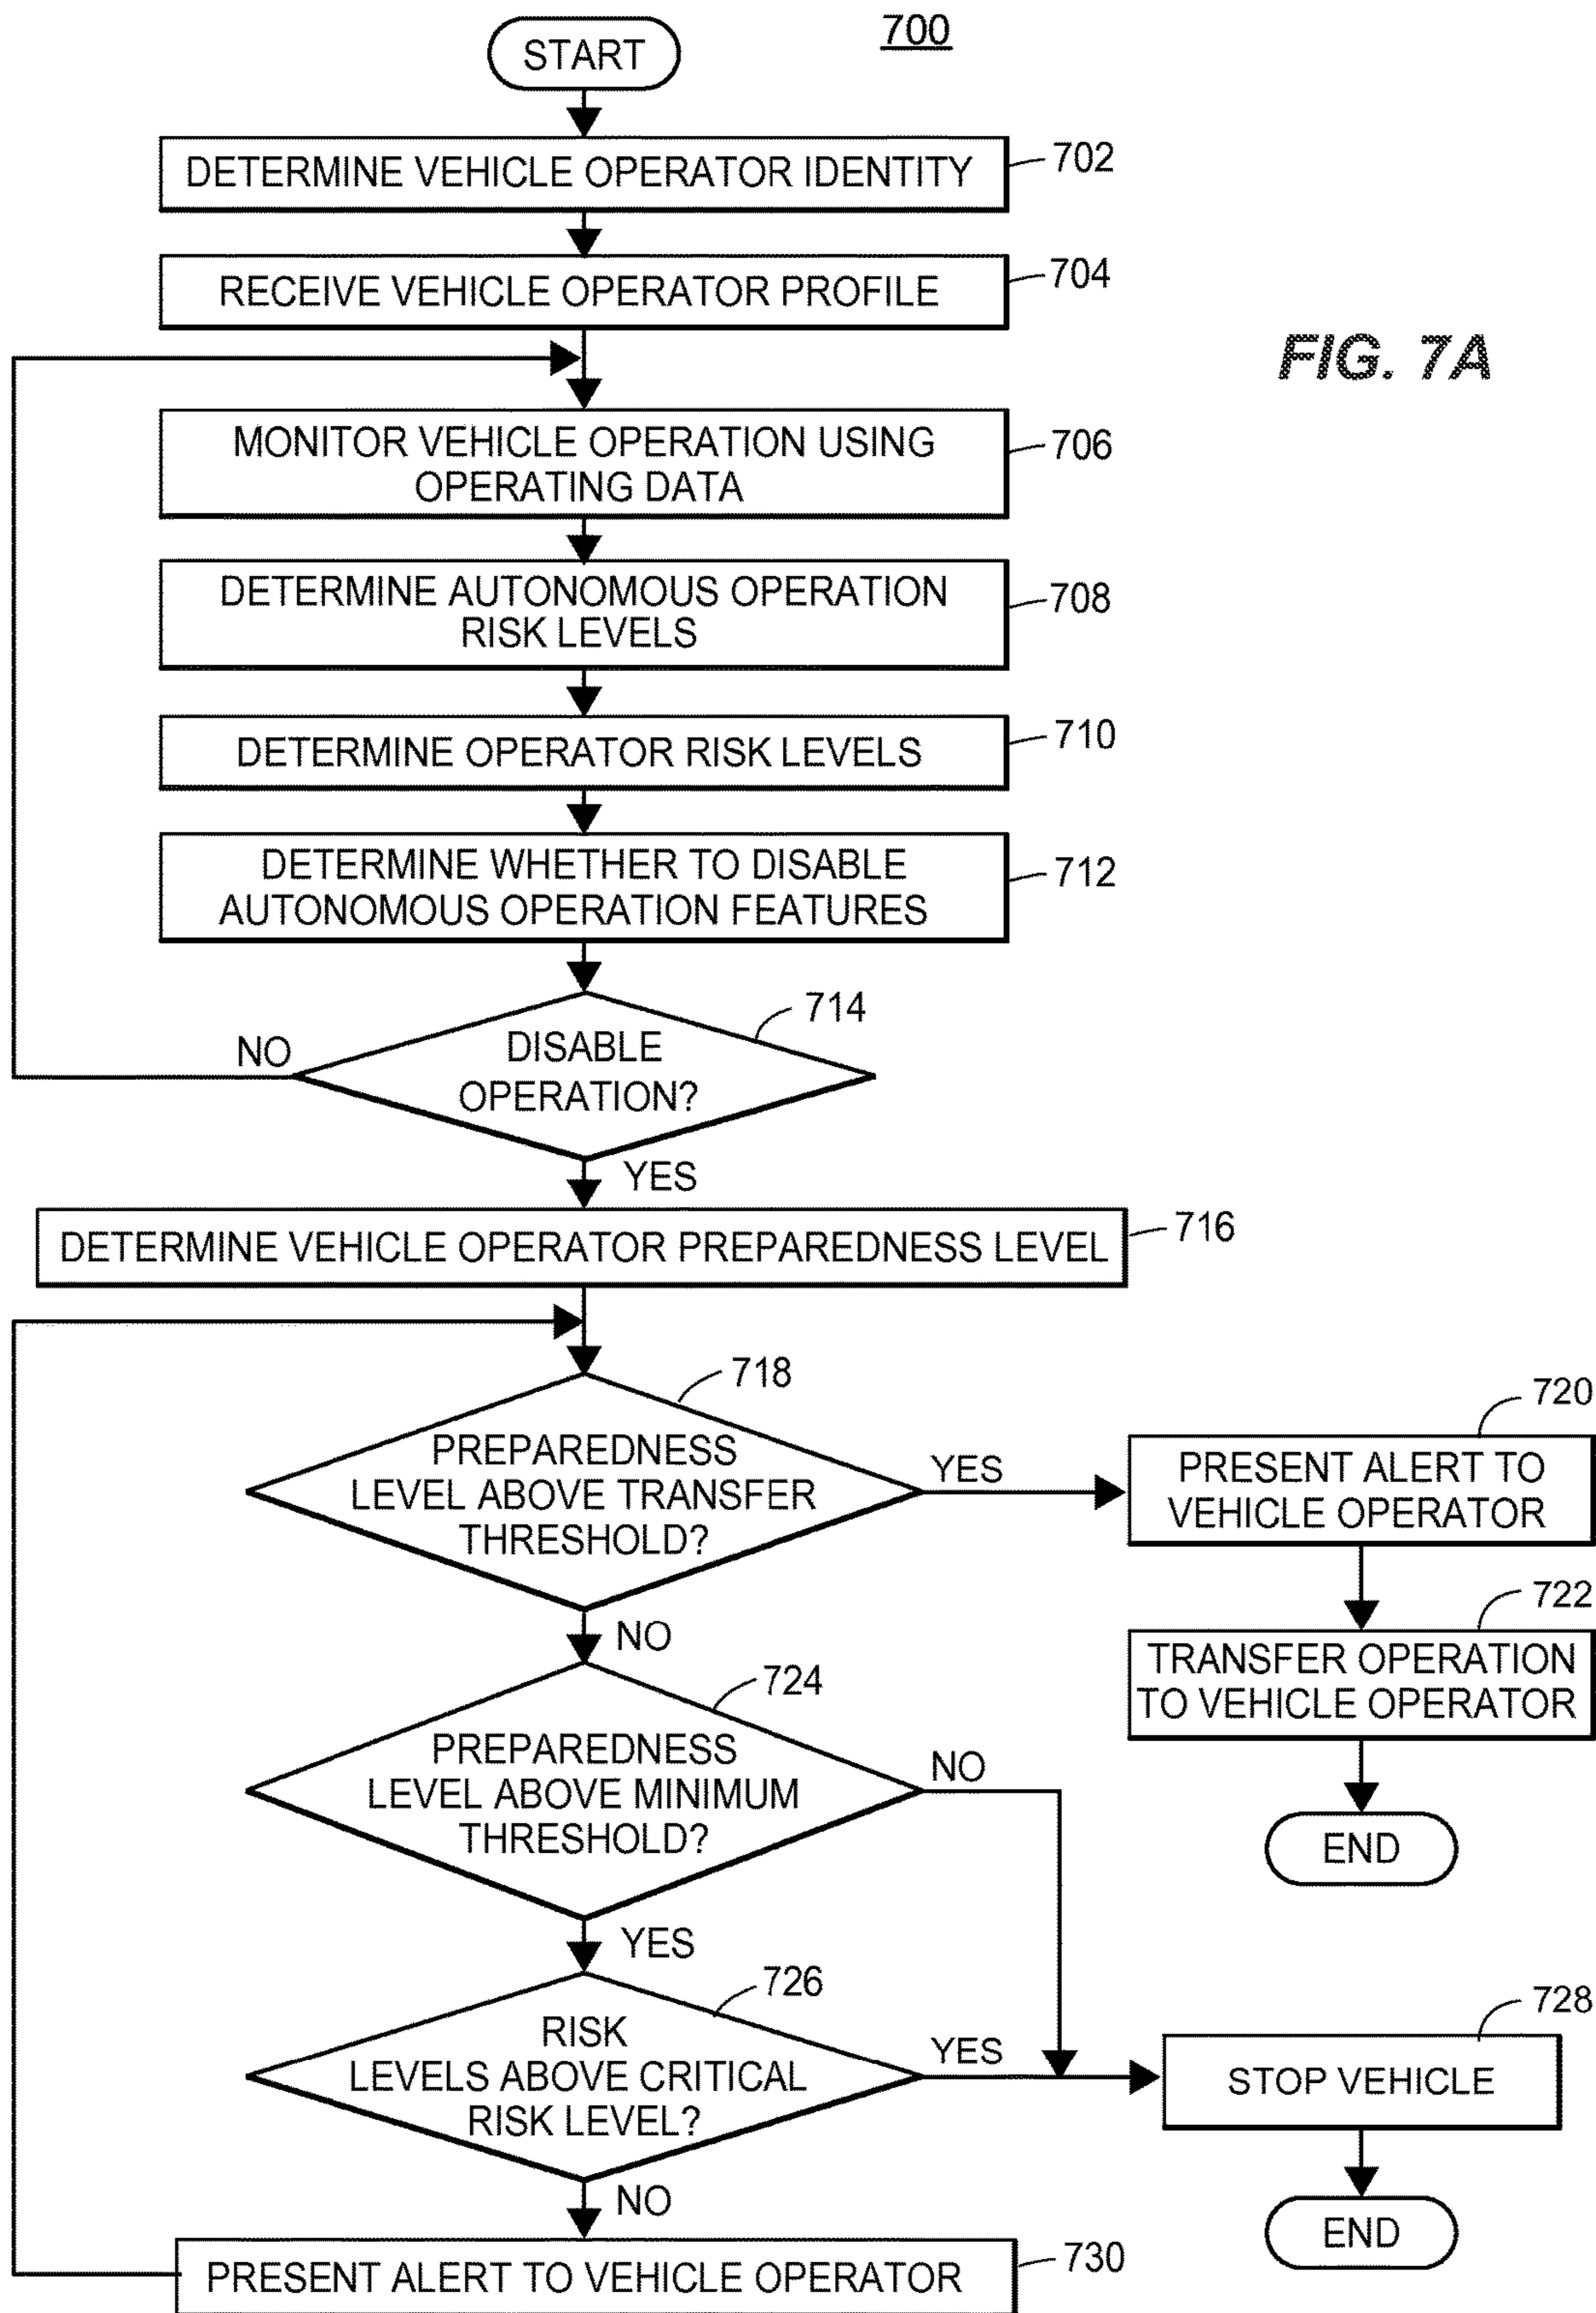 700
START
DETERMINE VEHICLE OPERATOR IDENTITY
702
RECEIVE VEHICLE OPERATOR PROFILE
704
FIG. 7A
MONITOR VEHICLE OPERATION USING
OPERATING DATA
706
DETERMINE AUTONOMOUS OPERATION
RISK LEVELS
708
DETERMINE OPERATOR RISK LEVELS
710
DETERMINE WHETHER TO DISABLE
AUTONOMOUS OPERATION FEATURES
712
714
DISABLE
OPERATION?
NO
YES
DETERMINE VEHICLE OPERATOR PREPAREDNESS LEVEL
716
718
PREPAREDNESS
LEVEL ABOVE TRANSFER
THRESHOLD?
YES
720
PRESENT ALERT TO
VEHICLE OPERATOR
722
TRANSFER OPERATION
TO VEHICLE OPERATOR
END
NO
724
PREPAREDNESS
LEVEL ABOVE MINIMUM
THRESHOLD?
NO
YES
726
RISK
LEVELS ABOVE CRITICAL
RISK LEVEL?
YES
728
STOP VEHICLE
END
NO
PRESENT ALERT TO VEHICLE OPERATOR
730